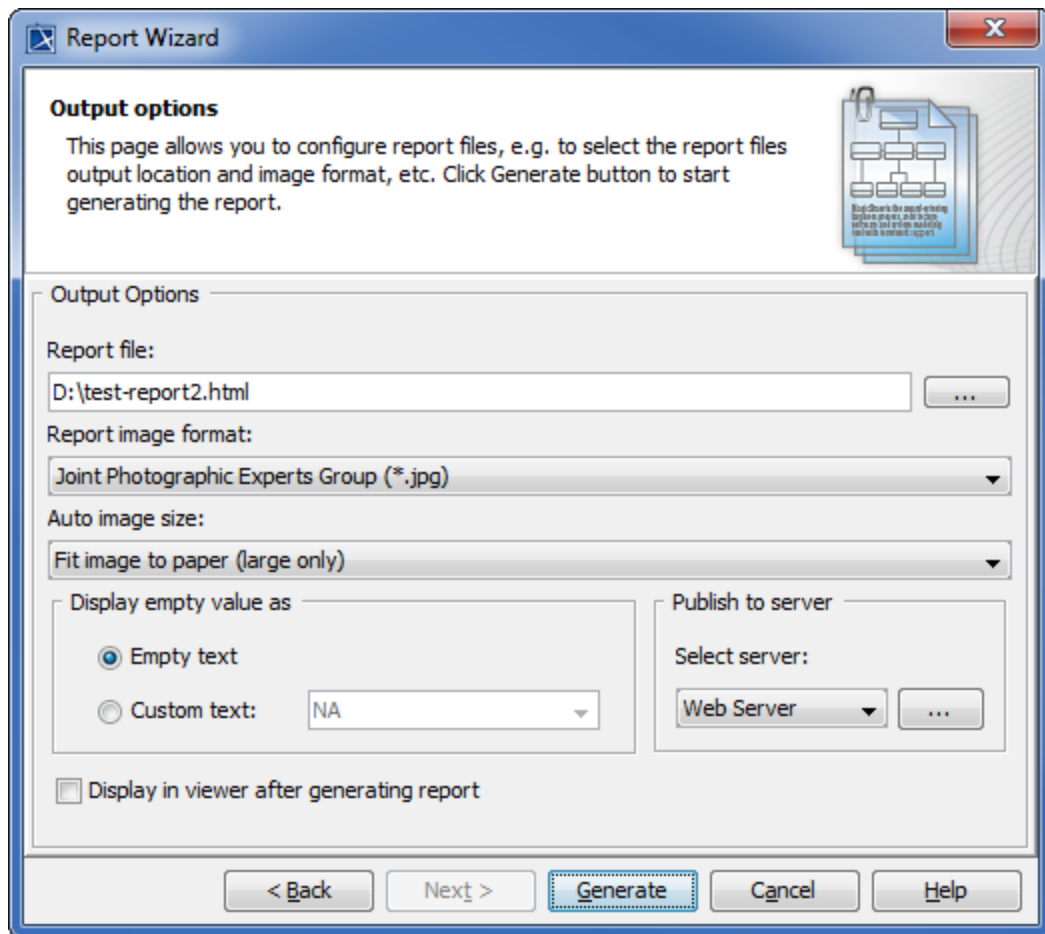 Report Wizard
Output options
This page allows you to configure report files, e.g. to select the report files
output location and image format, etc. Click Generate button to start
generating the report.
Output Options
Report file:
D:\test-report2.html
...
Report image format:
Joint Photographic Experts Group (*.jpg)
Auto image size:
Fit image to paper (large only)
Display empty value as
Empty text
Custom text:
NA
Publish to server
Select server:
Web Server
...
Display in viewer after generating report
< Back
Next >
Generate
Cancel
Help